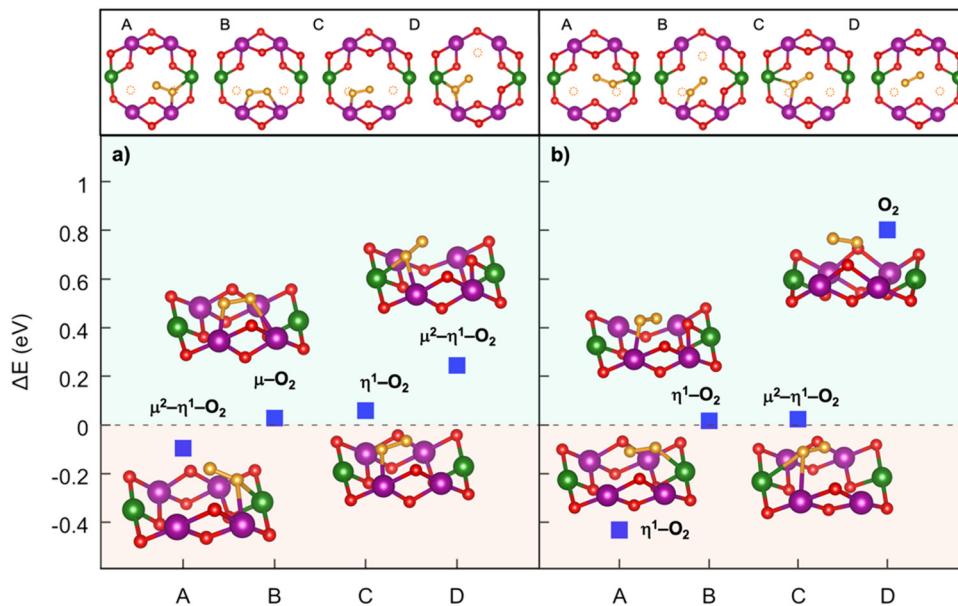 A B C D A B C D
a) b)
1
0.8
0.6
0.4
0.2
0
-0.2
-0.4
ΔE (eV)
μ²–η¹–O₂
μ–O₂
η¹–O₂
μ²–η¹–O₂
η¹–O₂
η¹–O₂
μ²–η¹–O₂
O₂
A B C D A B C D